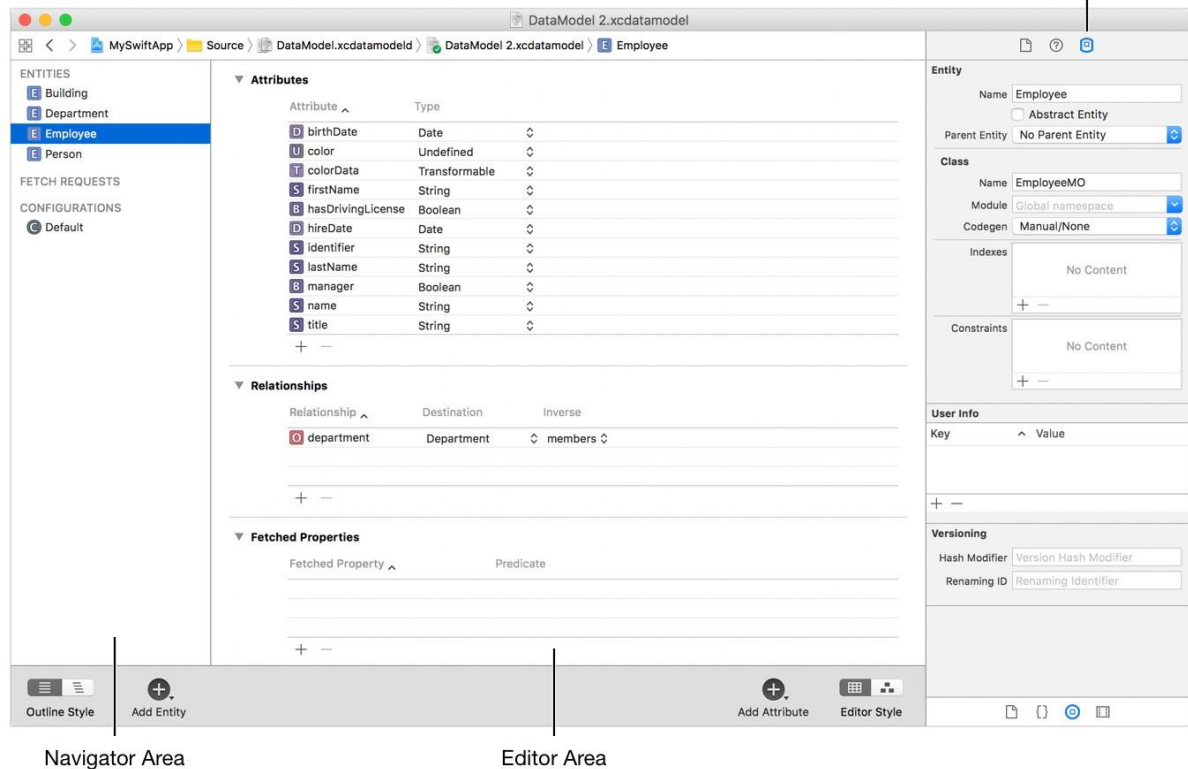 DataModel 2.xcdatamodel
MySwiftApp Source DataModel.xcdatamodeld DataModel 2.xcdatamodel E Employee
ENTITIES
E Building
E Department
E Employee
E Person
FETCH REQUESTS
CONFIGURATIONS
C Default
Attributes
Attribute Type
D birthDate Date
U color Undefined
T colorData Transformable
S firstName String
B hasDrivingLicense Boolean
D hireDate Date
S identifier String
S lastName String
B manager Boolean
S name String
S title String
+ −
Relationships
Relationship Destination Inverse
O department Department members
+ −
Fetched Properties
Fetched Property Predicate
+ −
Outline Style
Add Entity
Add Attribute
Editor Style
Entity
Name Employee
Abstract Entity
Parent Entity No Parent Entity
Class
Name EmployeeMO
Module Global namespace
Codegen Manual/None
Indexes
No Content
+ −
Constraints
No Content
+ −
User Info
Key Value
+ −
Versioning
Hash Modifier Version Hash Modifier
Renaming ID Renaming Identifier
{}
Navigator Area
Editor Area